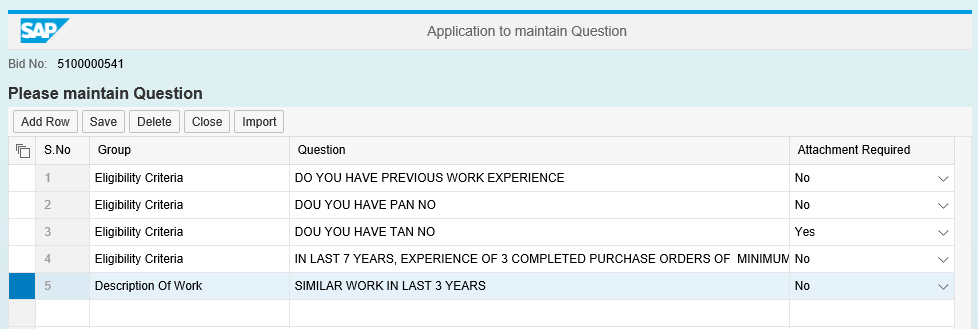 SAP
Application to maintain Question
Bid No: 5100000541
Please maintain Question
Add Row Save Delete Close Import
S.No Group Question Attachment Required
1 Eligibility Criteria DO YOU HAVE PREVIOUS WORK EXPERIENCE No
2 Eligibility Criteria DOU YOU HAVE PAN NO No
3 Eligibility Criteria DOU YOU HAVE TAN NO Yes
4 Eligibility Criteria IN LAST 7 YEARS, EXPERIENCE OF 3 COMPLETED PURCHASE ORDERS OF MINIMUM No
5 Description Of Work SIMILAR WORK IN LAST 3 YEARS No